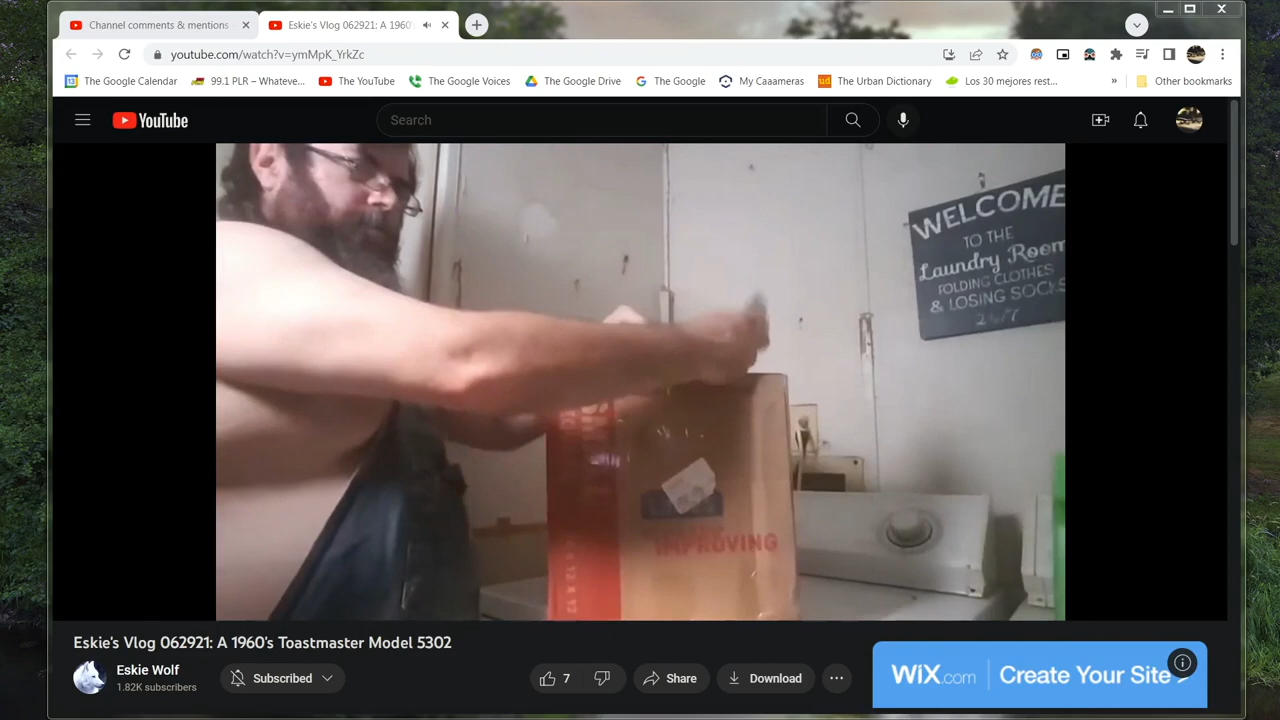 Channel comments & mentions
Eskie's Vlog 062921: A 1960'
youtube.com/watch?v=ymMpK_YrkZc
The Google Calendar
99.1 PLR – Whateve...
The YouTube
The Google Voices
The Google Drive
The Google
My Caaameras
The Urban Dictionary
Los 30 mejores rest...
»
Other bookmarks
YouTube
Search
WELCOME
TO THE
Laundry Room
FOLDING CLOTHES
& LOSING SOCKS
24/7
IMPROVING
Eskie's Vlog 062921: A 1960's Toastmaster Model 5302
Eskie Wolf
1.82K subscribers
Subscribed
7
Share
Download
WiX.com | Create Your Site >